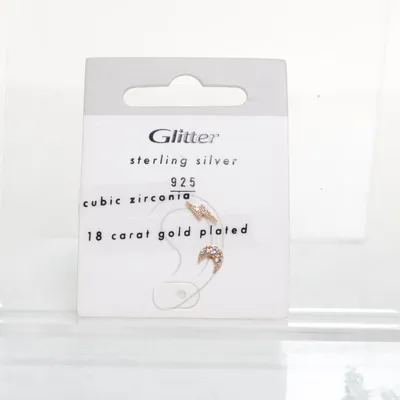 Glitter
sterling silver
925
cubic zirconia
18 carat gold plated